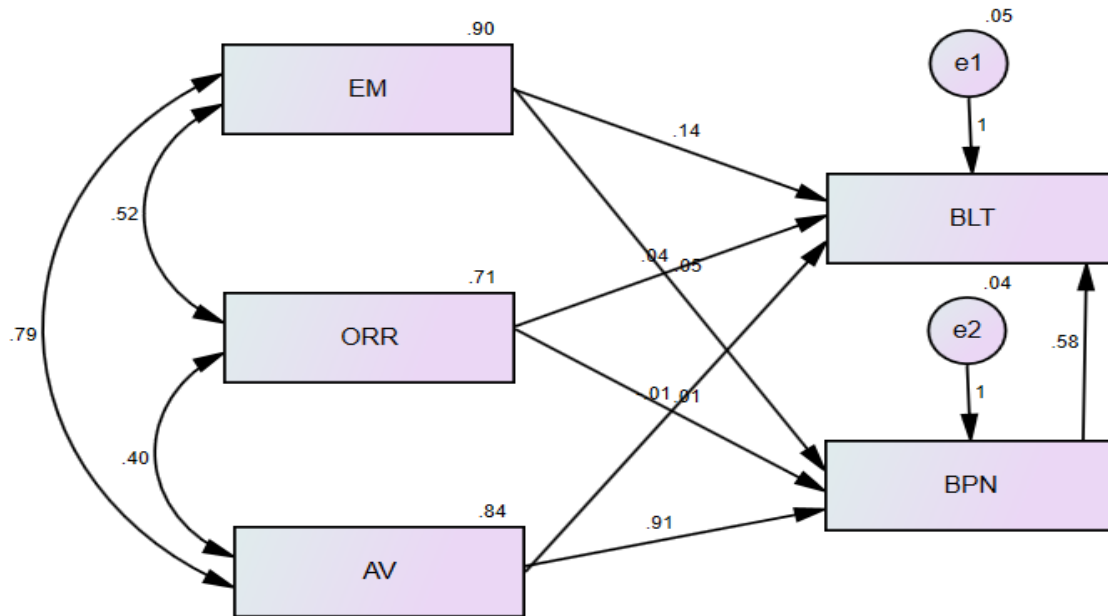 .90
.05
e1
EM
.14
1
BLT
.52
.04
.05
.71
.04
e2
ORR
.79
.58
-.01
.01
1
.40
BPN
.84
.91
AV